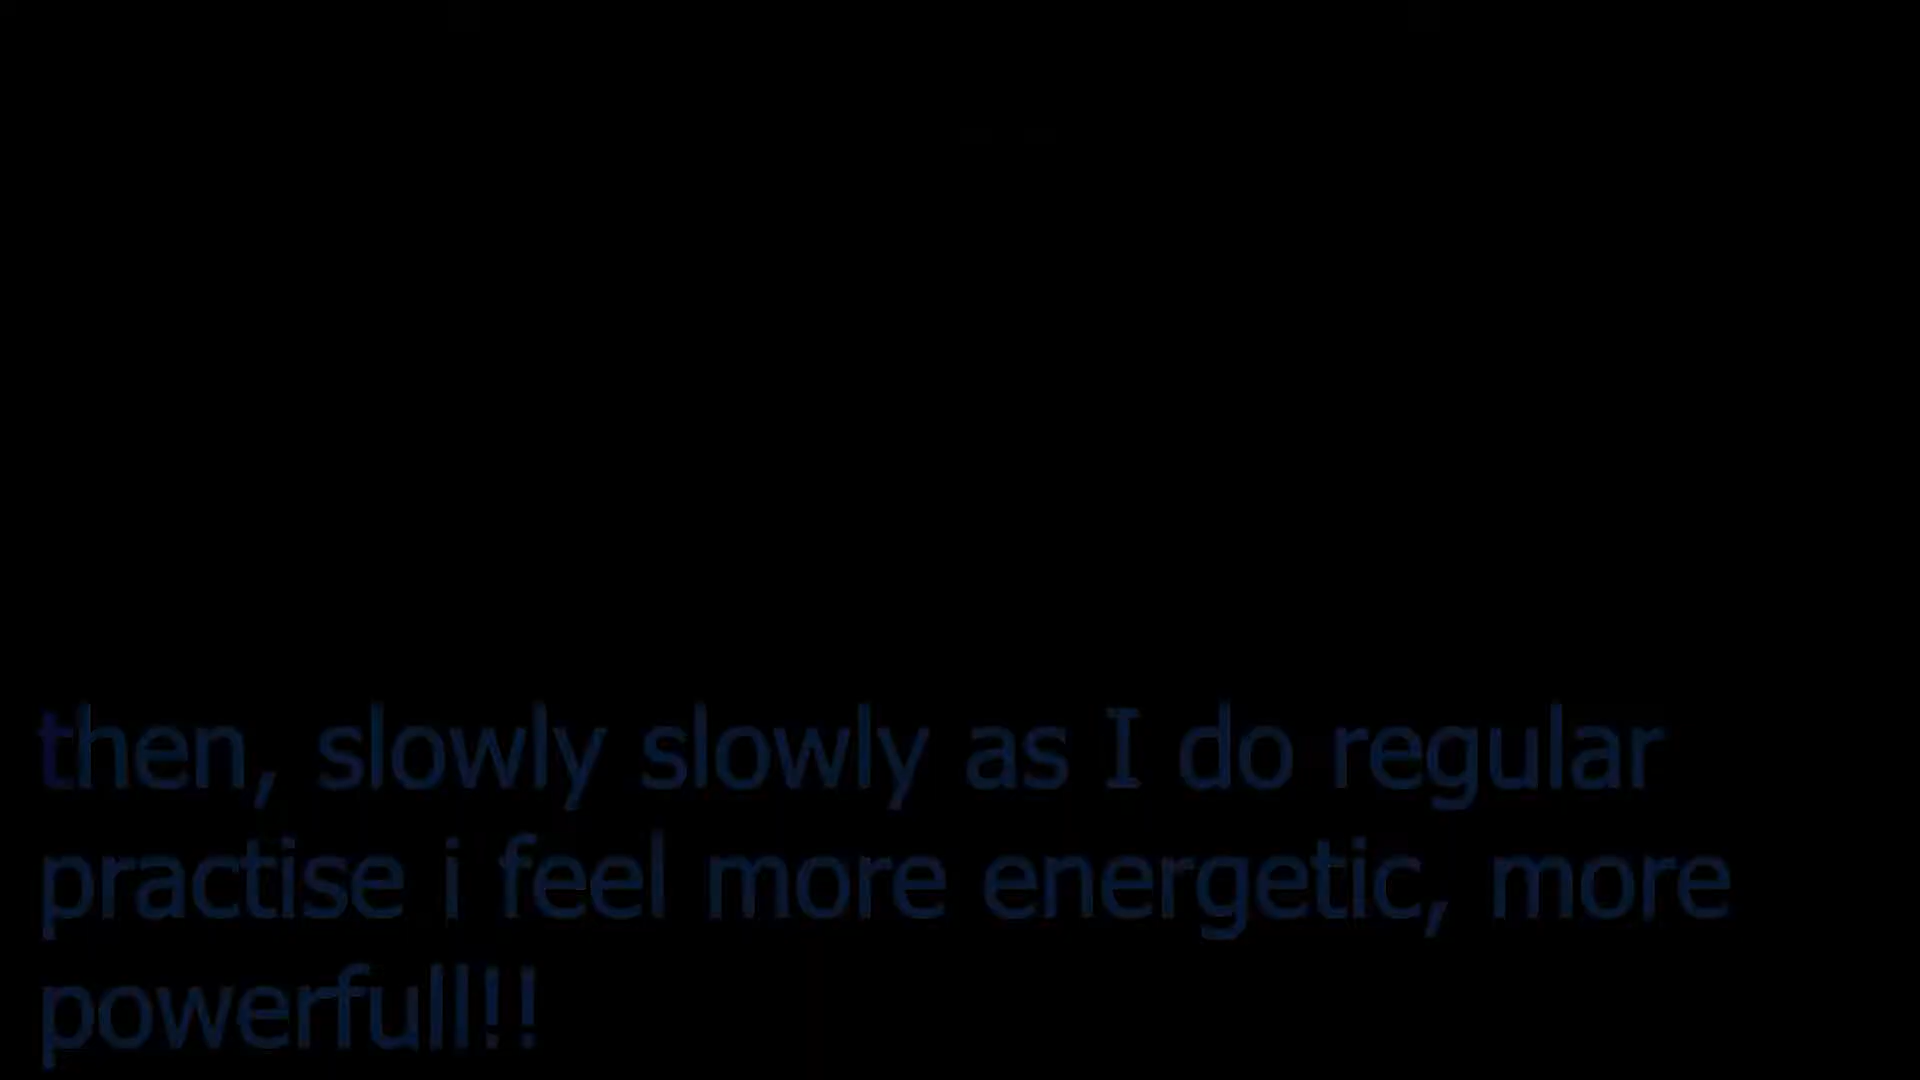 then, slowly slowly as I do regular
practise i feel more energetic, more
powerfull!!